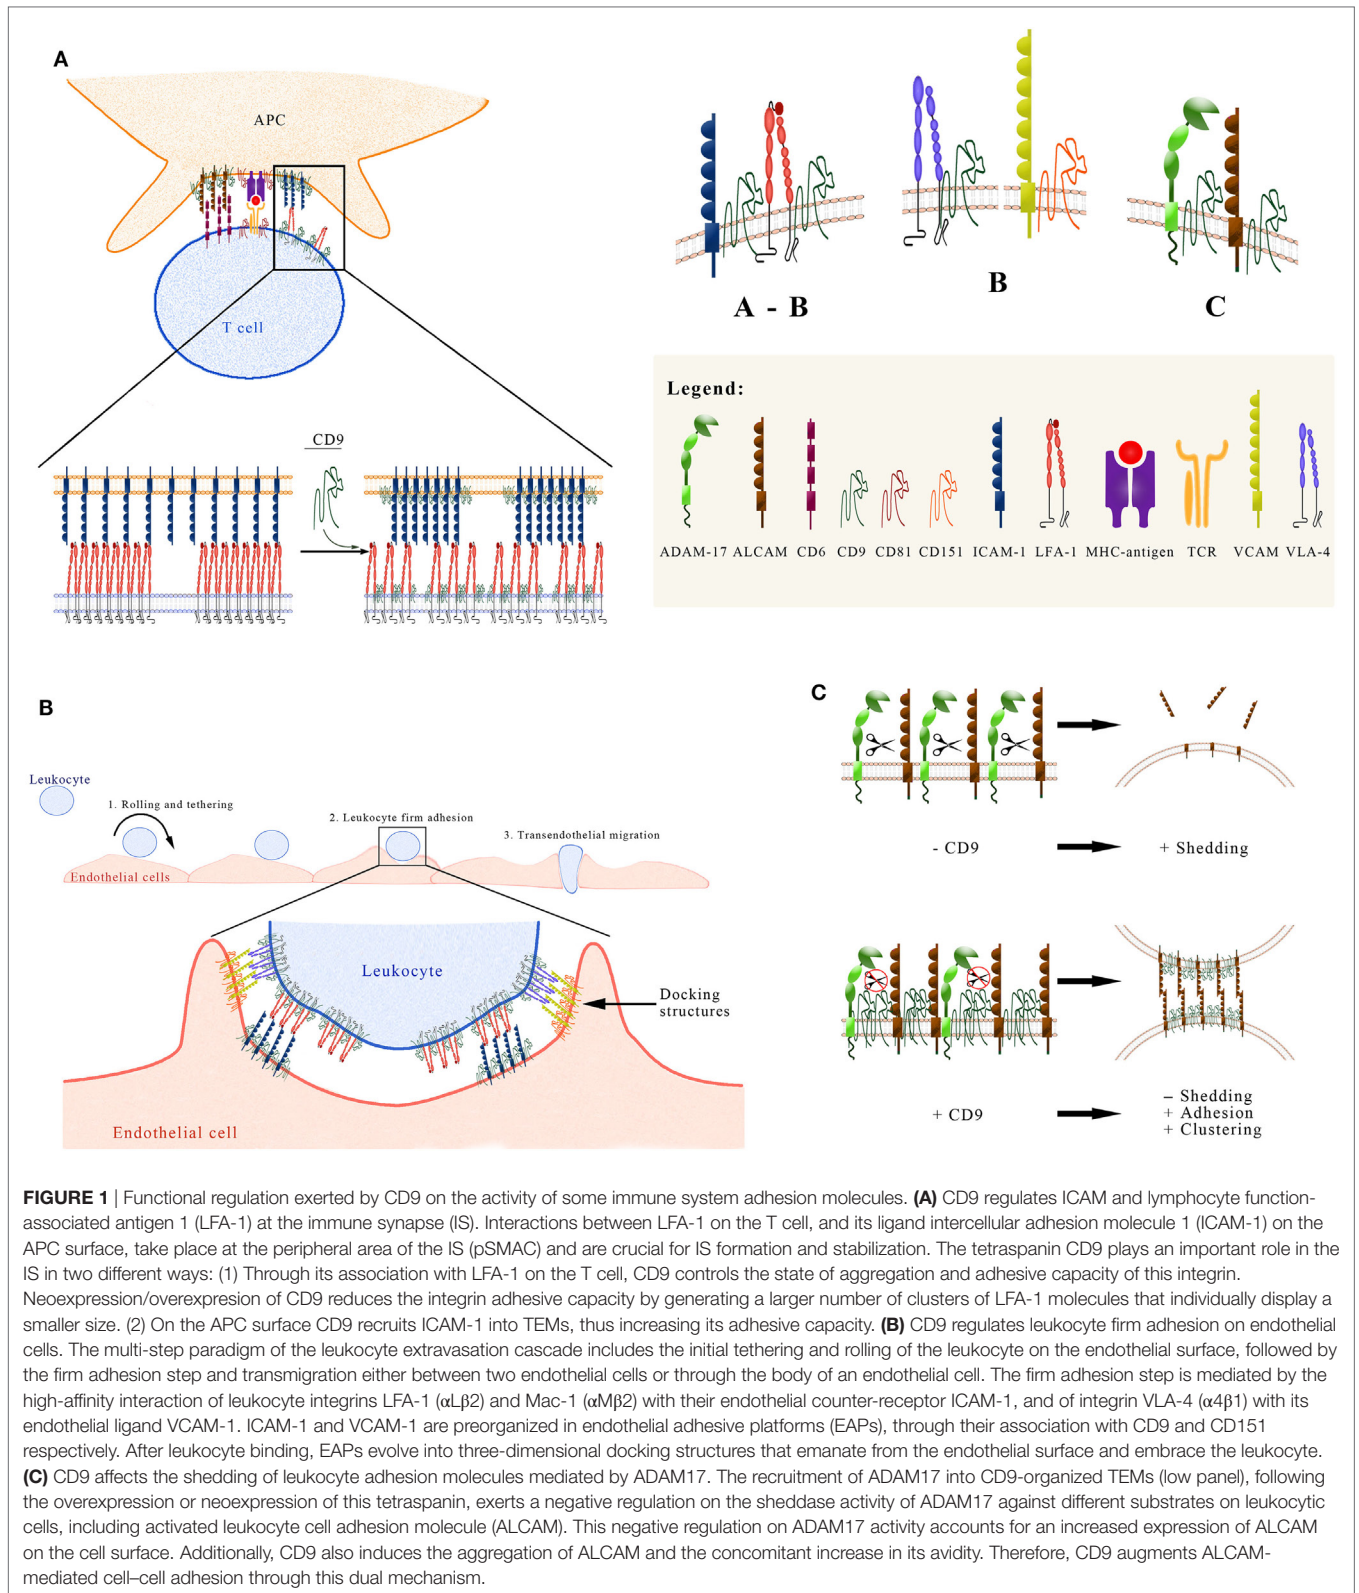 A
APC
T cell
CD9
A - B
B
C
Legend:
ADAM-17 ALCAM CD6 CD9 CD81 CD151 ICAM-1 LFA-1 MHC-antigen TCR VCAM VLA-4
B
Leukocyte
1. Rolling and tethering
2. Leukocyte firm adhesion
3. Transendothelial migration
Endothelial cells
Leukocyte
Docking
structures
Endothelial cell
C
- CD9
+ Shedding
+ CD9
– Shedding
+ Adhesion
+ Clustering
FIGURE 1 | Functional regulation exerted by CD9 on the activity of some immune system adhesion molecules. (A) CD9 regulates ICAM and lymphocyte function-
associated antigen 1 (LFA-1) at the immune synapse (IS). Interactions between LFA-1 on the T cell, and its ligand intercellular adhesion molecule 1 (ICAM-1) on the
APC surface, take place at the peripheral area of the IS (pSMAC) and are crucial for IS formation and stabilization. The tetraspanin CD9 plays an important role in the
IS in two different ways: (1) Through its association with LFA-1 on the T cell, CD9 controls the state of aggregation and adhesive capacity of this integrin.
Neoexpression/overexpresion of CD9 reduces the integrin adhesive capacity by generating a larger number of clusters of LFA-1 molecules that individually display a
smaller size. (2) On the APC surface CD9 recruits ICAM-1 into TEMs, thus increasing its adhesive capacity. (B) CD9 regulates leukocyte firm adhesion on endothelial
cells. The multi-step paradigm of the leukocyte extravasation cascade includes the initial tethering and rolling of the leukocyte on the endothelial surface, followed by
the firm adhesion step and transmigration either between two endothelial cells or through the body of an endothelial cell. The firm adhesion step is mediated by the
high-affinity interaction of leukocyte integrins LFA-1 (αLβ2) and Mac-1 (αMβ2) with their endothelial counter-receptor ICAM-1, and of integrin VLA-4 (α4β1) with its
endothelial ligand VCAM-1. ICAM-1 and VCAM-1 are preorganized in endothelial adhesive platforms (EAPs), through their association with CD9 and CD151
respectively. After leukocyte binding, EAPs evolve into three-dimensional docking structures that emanate from the endothelial surface and embrace the leukocyte.
(C) CD9 affects the shedding of leukocyte adhesion molecules mediated by ADAM17. The recruitment of ADAM17 into CD9-organized TEMs (low panel), following
the overexpression or neoexpression of this tetraspanin, exerts a negative regulation on the sheddase activity of ADAM17 against different substrates on leukocytic
cells, including activated leukocyte cell adhesion molecule (ALCAM). This negative regulation on ADAM17 activity accounts for an increased expression of ALCAM
on the cell surface. Additionally, CD9 also induces the aggregation of ALCAM and the concomitant increase in its avidity. Therefore, CD9 augments ALCAM-
mediated cell–cell adhesion through this dual mechanism.